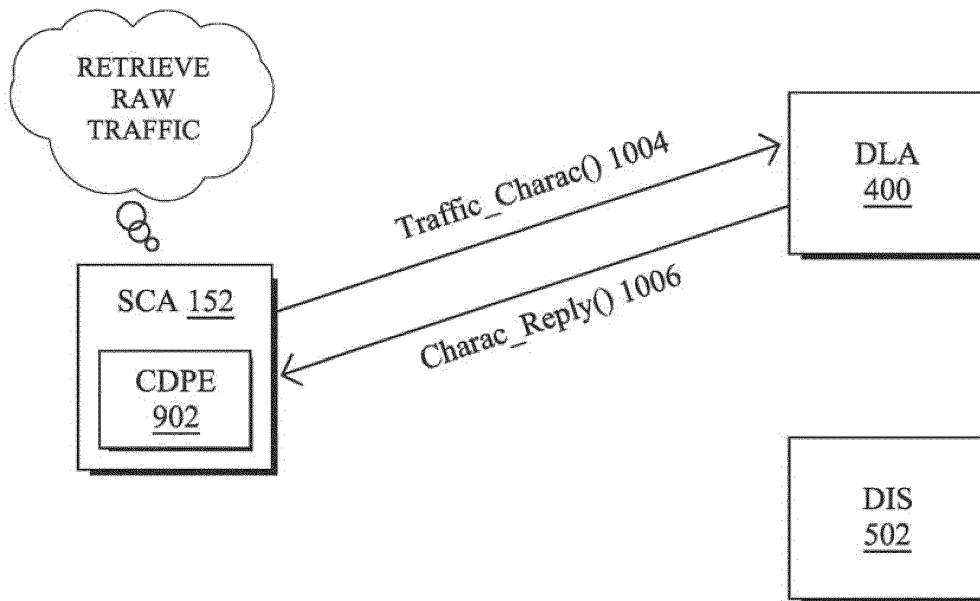 RETRIEVE
RAW
TRAFFIC
Traffic_Charac() 1004
DLA
400
SCA 152
Charac_Reply() 1006
CDPE
902
DIS
502